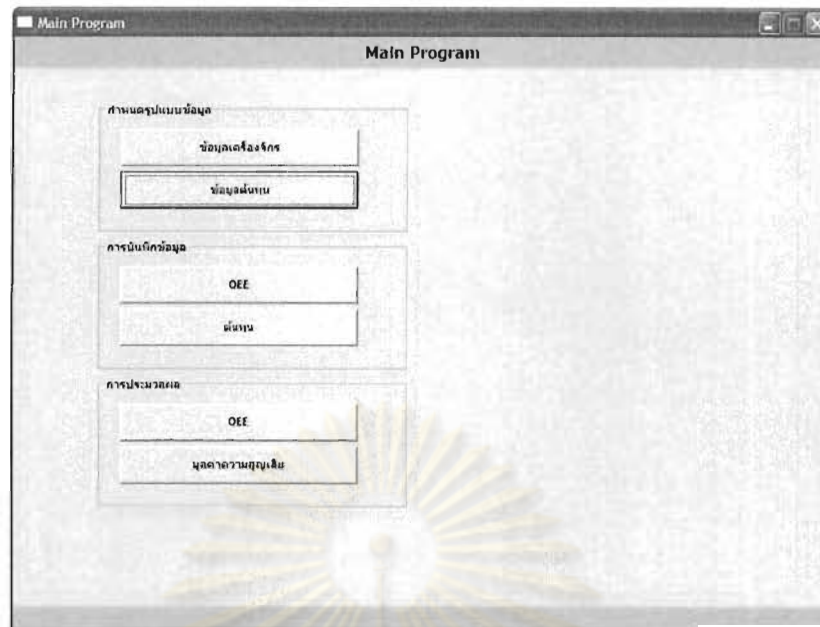 Main Program
Main Program
กำหนดรูปแบบข้อมูล
ข้อมูลเครื่องจักร
ข้อมูลต้นทุน
การบันทึกข้อมูล
OEE
ต้นทุน
การประมวลผล
OEE
มูลค่าความสูญเสีย